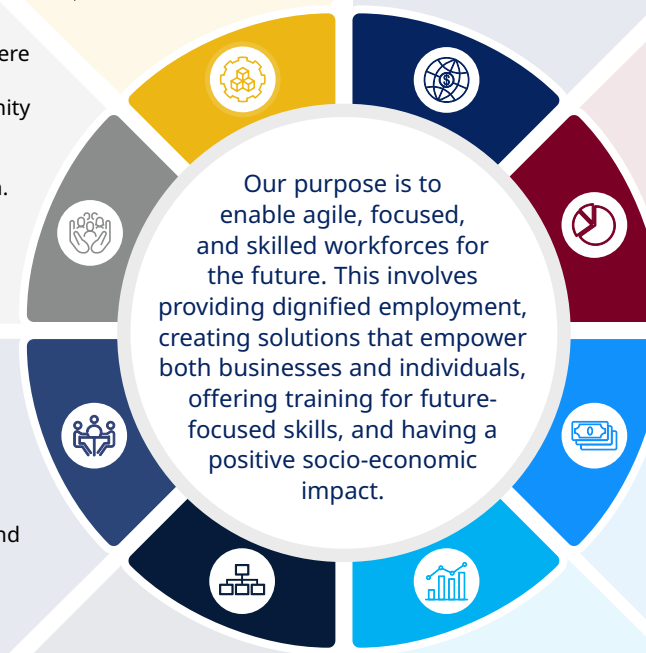 Our purpose is to
enable agile, focused,
and skilled workforces for
the future. This involves
providing dignified employment,
creating solutions that empower
both businesses and individuals,
offering training for future-
focused skills, and having a
positive socio-economic
impact.